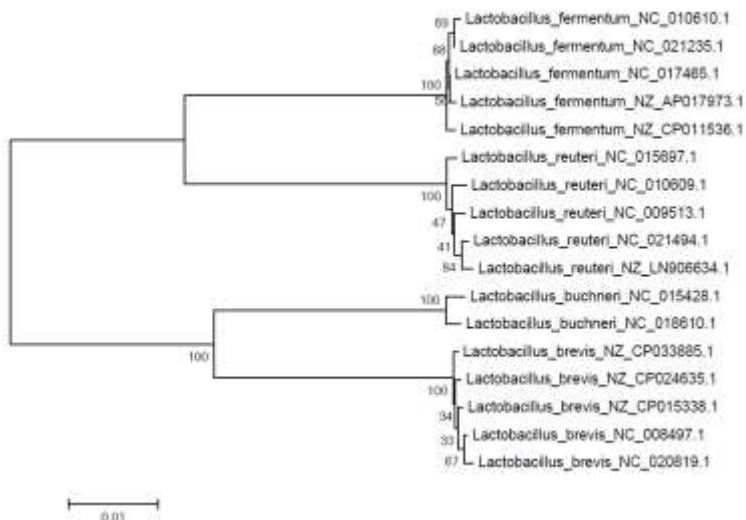 69
Lactobacillus_fermentum_NC_010610.1
68
Lactobacillus_fermentum_NC_021235.1
Lactobacillus_fermentum_NC_017465.1
100
56
Lactobacillus_fermentum_NZ_AP017973.1
Lactobacillus_fermentum_NZ_CP011536.1
Lactobacillus_reuteri_NC_015697.1
Lactobacillus_reuteri_NC_010609.1
100
Lactobacillus_reuteri_NC_009513.1
47
Lactobacillus_reuteri_NC_021494.1
41
Lactobacillus_reuteri_NZ_LN906634.1
84
Lactobacillus_buchneri_NC_015428.1
100
Lactobacillus_buchneri_NC_018610.1
Lactobacillus_brevis_NZ_CP033885.1
100
Lactobacillus_brevis_NZ_CP024635.1
100
Lactobacillus_brevis_NZ_CP015338.1
34
Lactobacillus_brevis_NC_008497.1
33
Lactobacillus_brevis_NC_020819.1
67
0.01